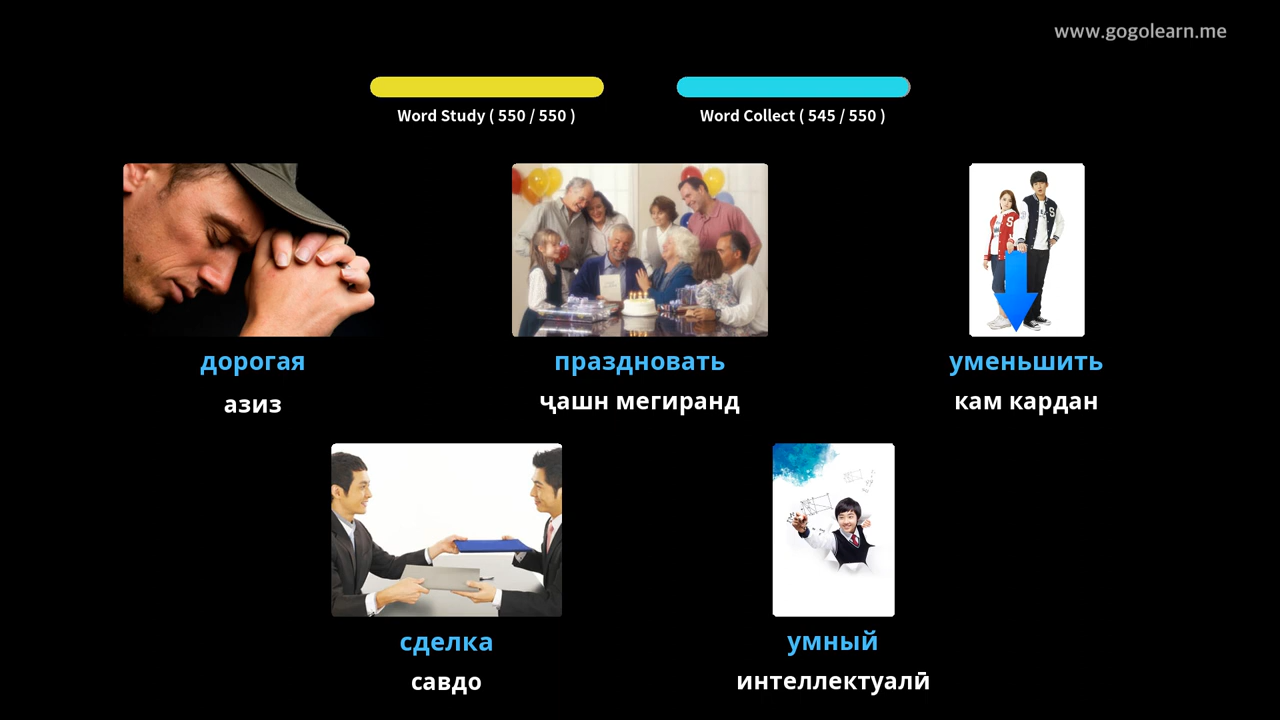 www.gogolearn.me
Word Study ( 550 / 550 )
Word Collect ( 545 / 550 )
дорогая
азиз
праздновать
ҷашн мегиранд
уменьшить
кам кардан
сделка
савдо
умный
интеллектуалӣ